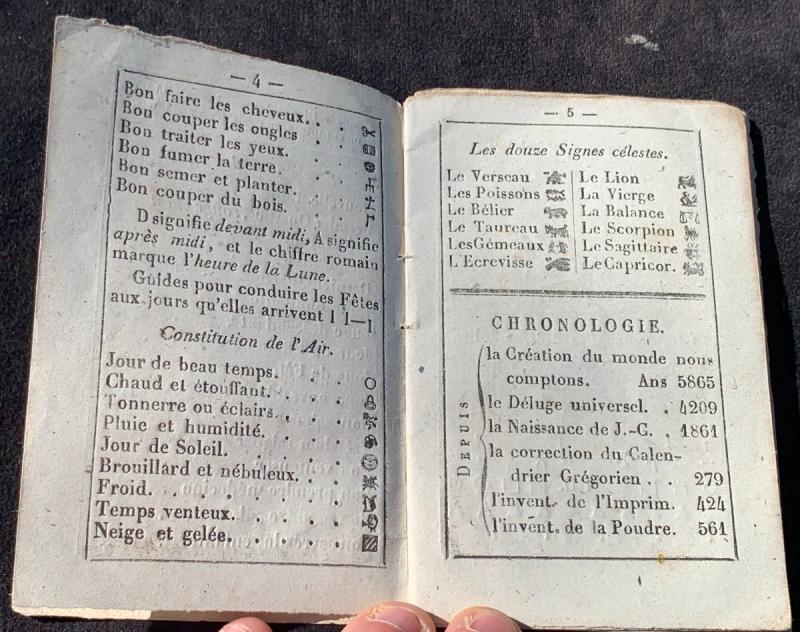 — 4 —
Bon faire les cheveux. . .
Bon couper les ongles . .
Bon traiter les yeux. . .
Bon fumer la terre. . .
Bon semer et planter. . .
Bon couper du bois. . .
D signifie devant midi, A signifie
après midi, et le chiffre romain
marque l'heure de la Lune.
Guides pour conduire les Fêtes
aux jours qu'elles arrivent l 1—I
Constitution de l'Air.
Jour de beau temps. . . .
Chaud et étouffant. . . .
Tonnerre ou éclairs. . . .
Pluie et humidité. . . .
Jour de Soleil. . . . .
Brouillard et nébuleux. . .
Froid. . . . . .
Temps venteux. . . . .
Neige et gelée. . . . .
— 5 —
Les douze Signes célestes.
Le Verseau | Le Lion
Les Poissons | La Vierge
Le Bélier | La Balance
Le Taureau | Le Scorpion
Les Gémeaux | Le Sagittaire
L'Ecrevisse | Le Capricor.
CHRONOLOGIE.
DEPUIS
la Création du monde nous
comptons. Ans 5865
le Déluge universel. . 4209
la Naissance de J.-C. . 1861
la correction du Calen-
drier Grégorien . . 279
l'invent. de l'Imprim. 424
l'invent. de la Poudre. 561